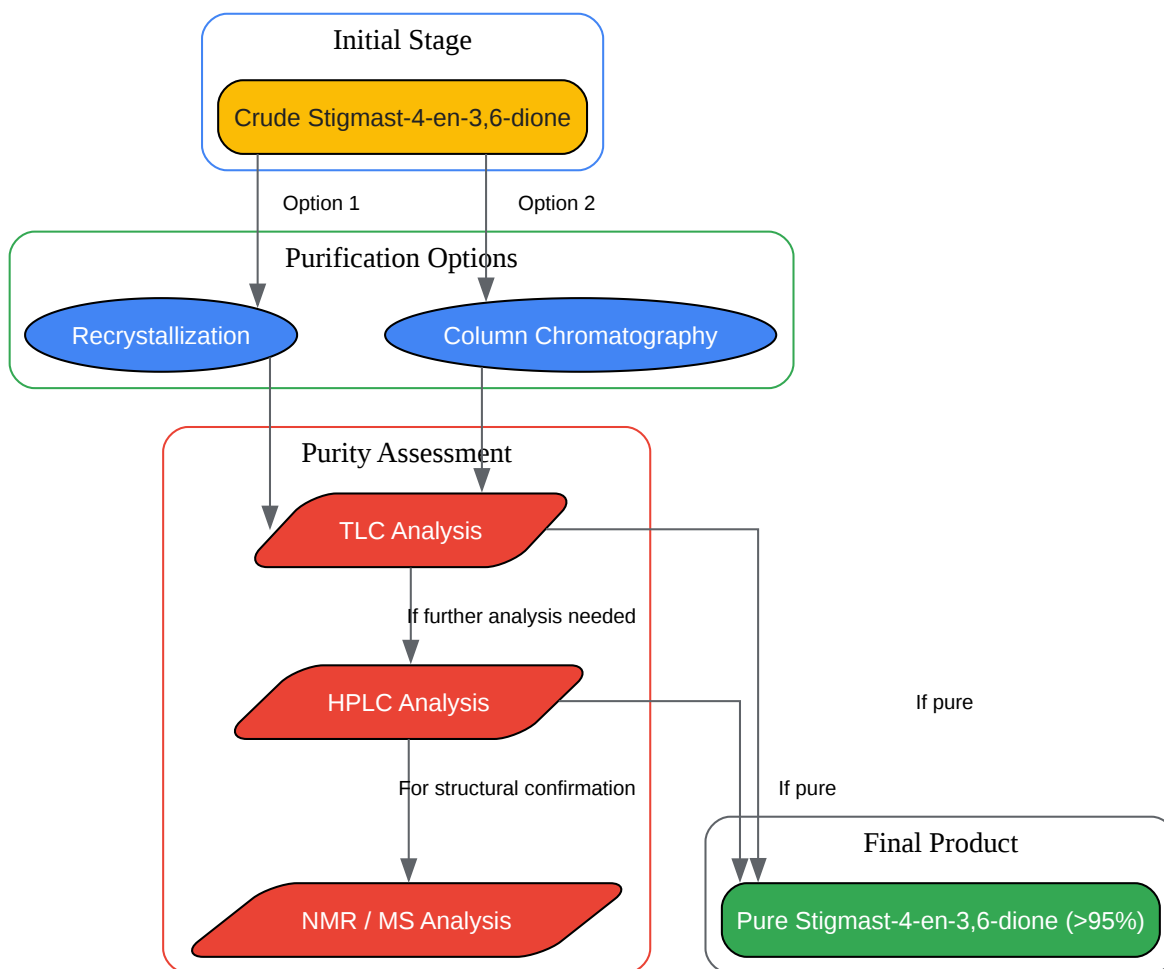 Initial Stage
Crude Stigmast-4-en-3,6-dione
Option 1
Option 2
Purification Options
Recrystallization
Column Chromatography
Purity Assessment
TLC Analysis
If further analysis needed
HPLC Analysis
If pure
For structural confirmation
If pure
Final Product
NMR / MS Analysis
Pure Stigmast-4-en-3,6-dione (>95%)